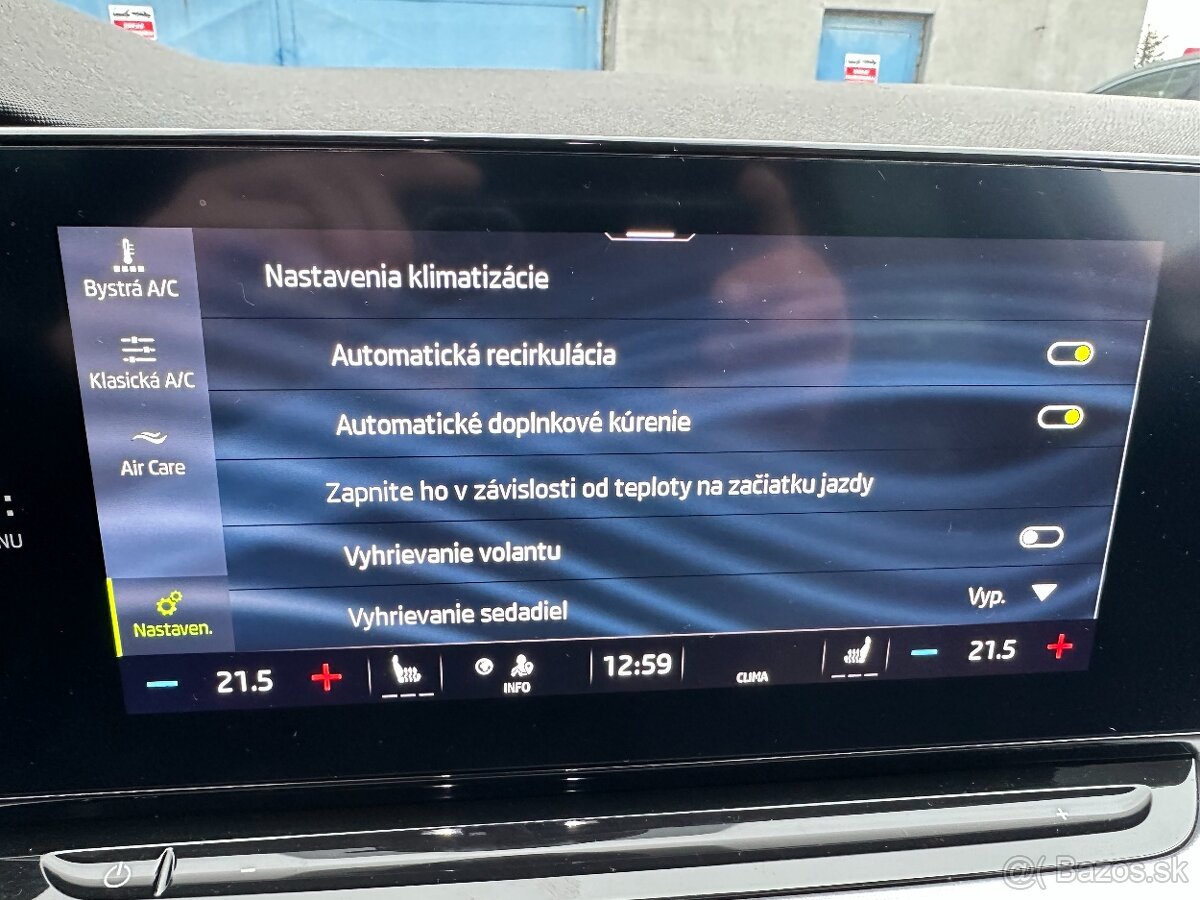 Bystrá A/C
Klasická A/C
Air Care
Nastaven.
NU
Nastavenia klimatizácie
Automatická recirkulácia
Automatické doplnkové kúrenie
Zapnite ho v závislosti od teploty na začiatku jazdy
Vyhrievanie volantu
Vyhrievanie sedadiel
Vyp.
21.5
INFO
12:59
CLIMA
21.5
Bazos.sk